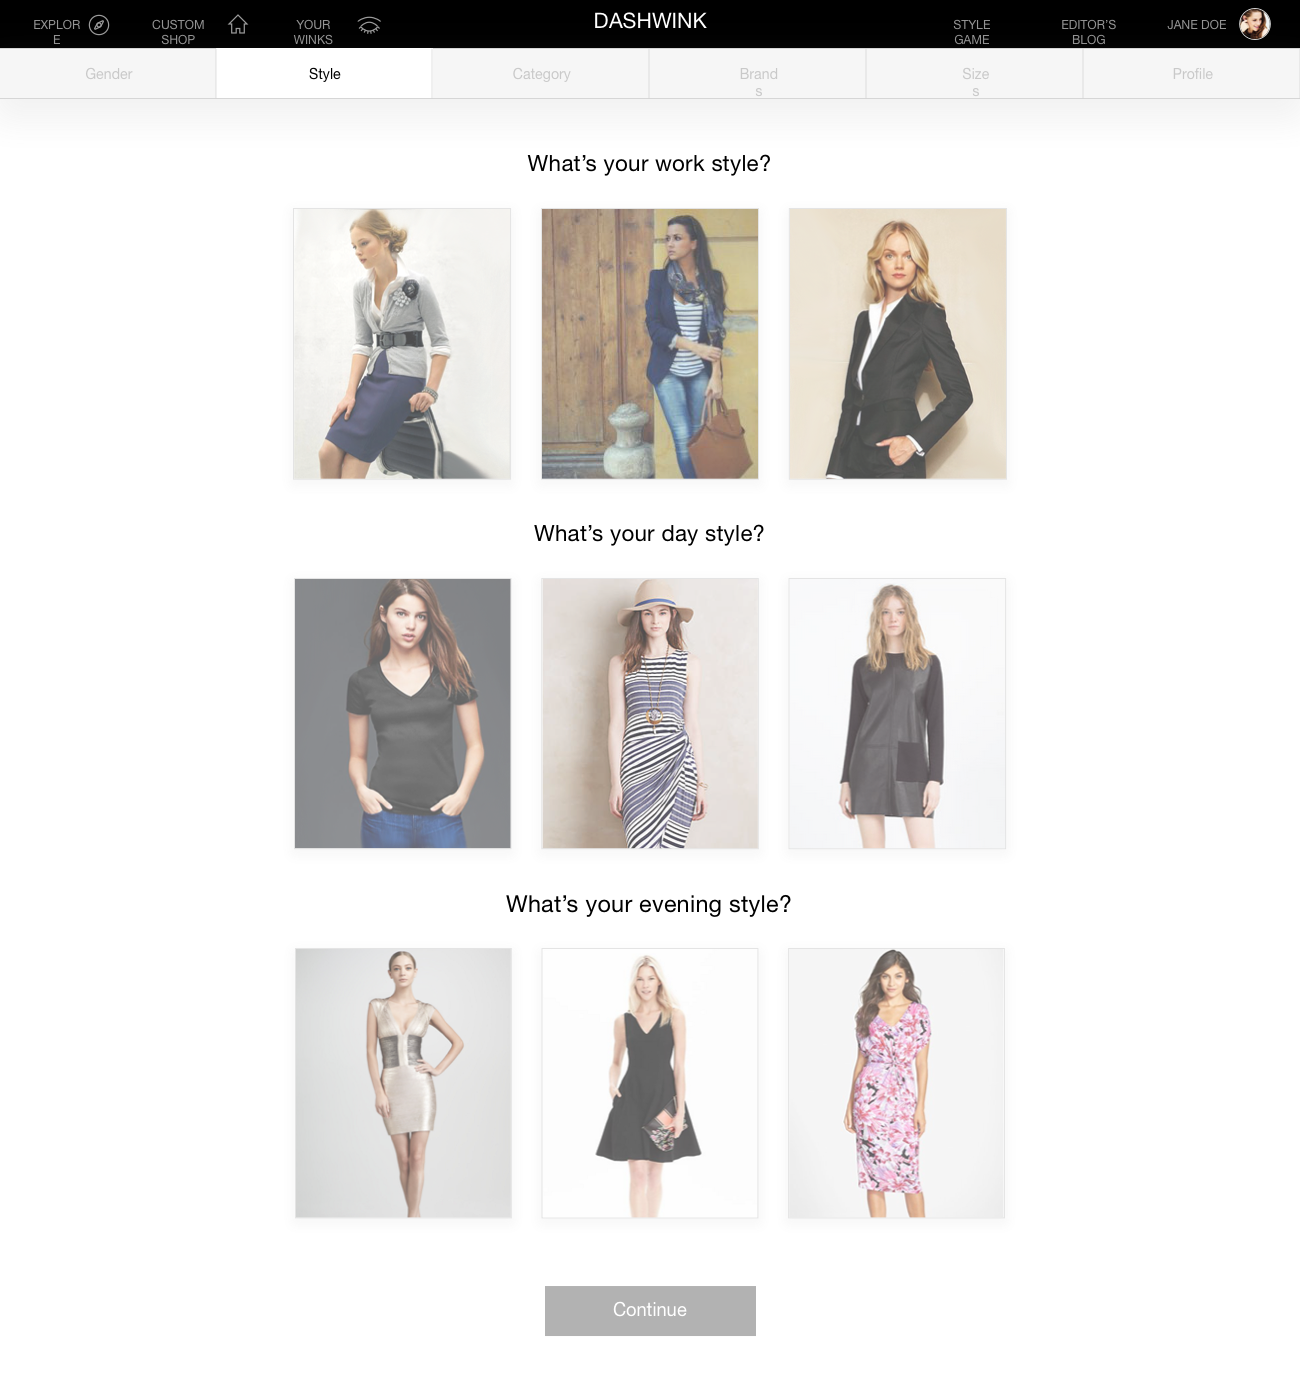 EXPLOR
E
CUSTOM
SHOP
YOUR
WINKS
DASHWINK
STYLE
GAME
EDITOR'S
BLOG
JANE DOE
Gender
Style
Category
Brand
s
Size
s
Profile
What's your work style?
What's your day style?
What's your evening style?
Continue